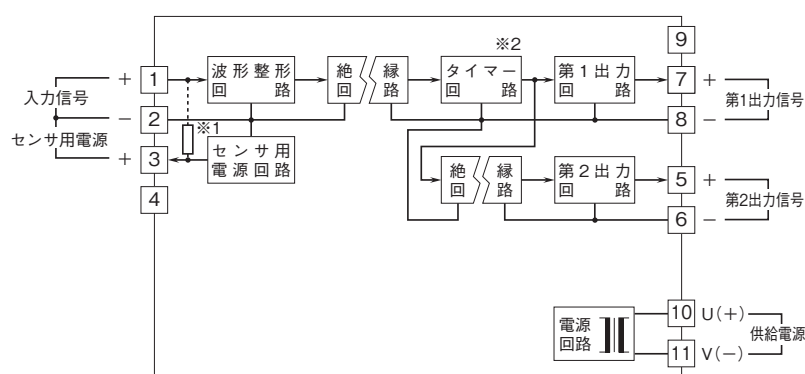 9
※2
+ 1 波形整形回路 絶縁回路 タイマー回路 第1出力回路 7 +
入力信号 第1出力信号
− 2 8 −
※1
センサ用電源 + 3 センサ用電源回路
4 絶縁回路 第2出力回路 5 +
第2出力信号
6 −
電源回路 10 U(+)
供給電源
11 V(−)